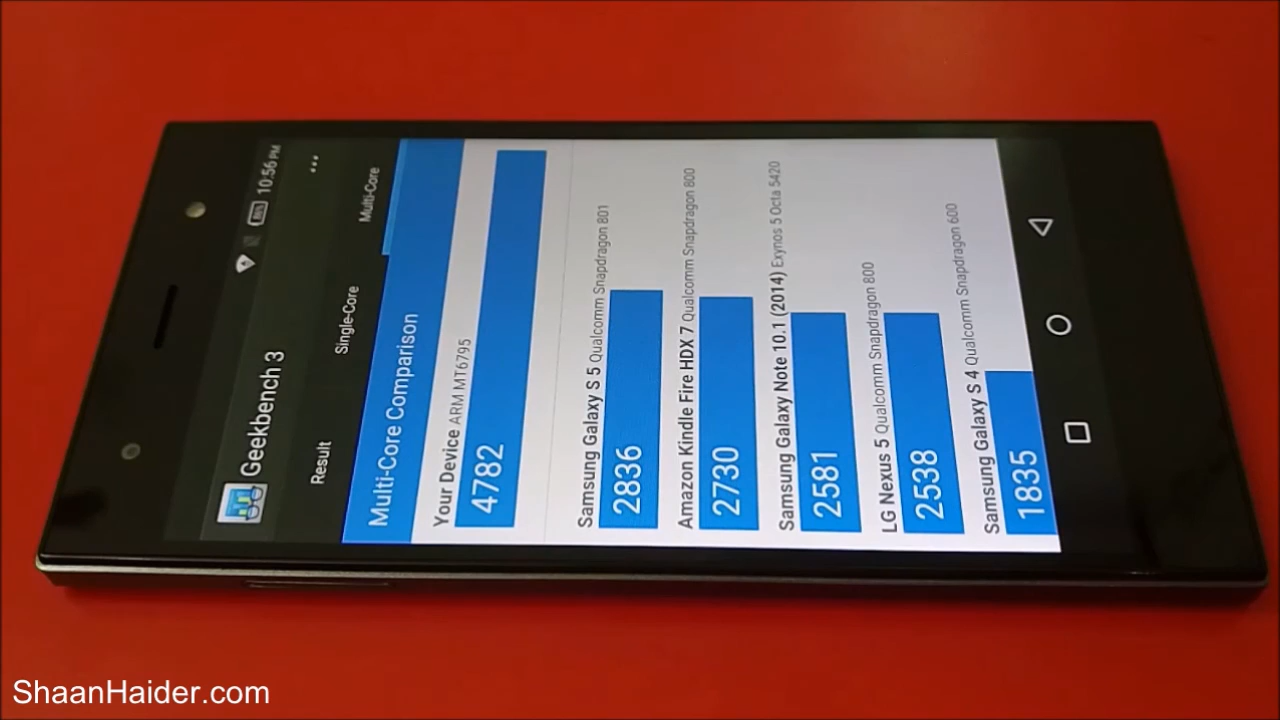 10:56 PM
Geekbench 3
Result Single-Core Multi-Core
Multi-Core Comparison
Your Device ARM MT6795
4782
Samsung Galaxy S 5 Qualcomm Snapdragon 801
2836
Amazon Kindle Fire HDX 7 Qualcomm Snapdragon 800
2730
Samsung Galaxy Note 10.1 (2014) Exynos 5 Octa 5420
2581
LG Nexus 5 Qualcomm Snapdragon 800
2538
Samsung Galaxy S 4 Qualcomm Snapdragon 600
1835
ShaanHaider.com